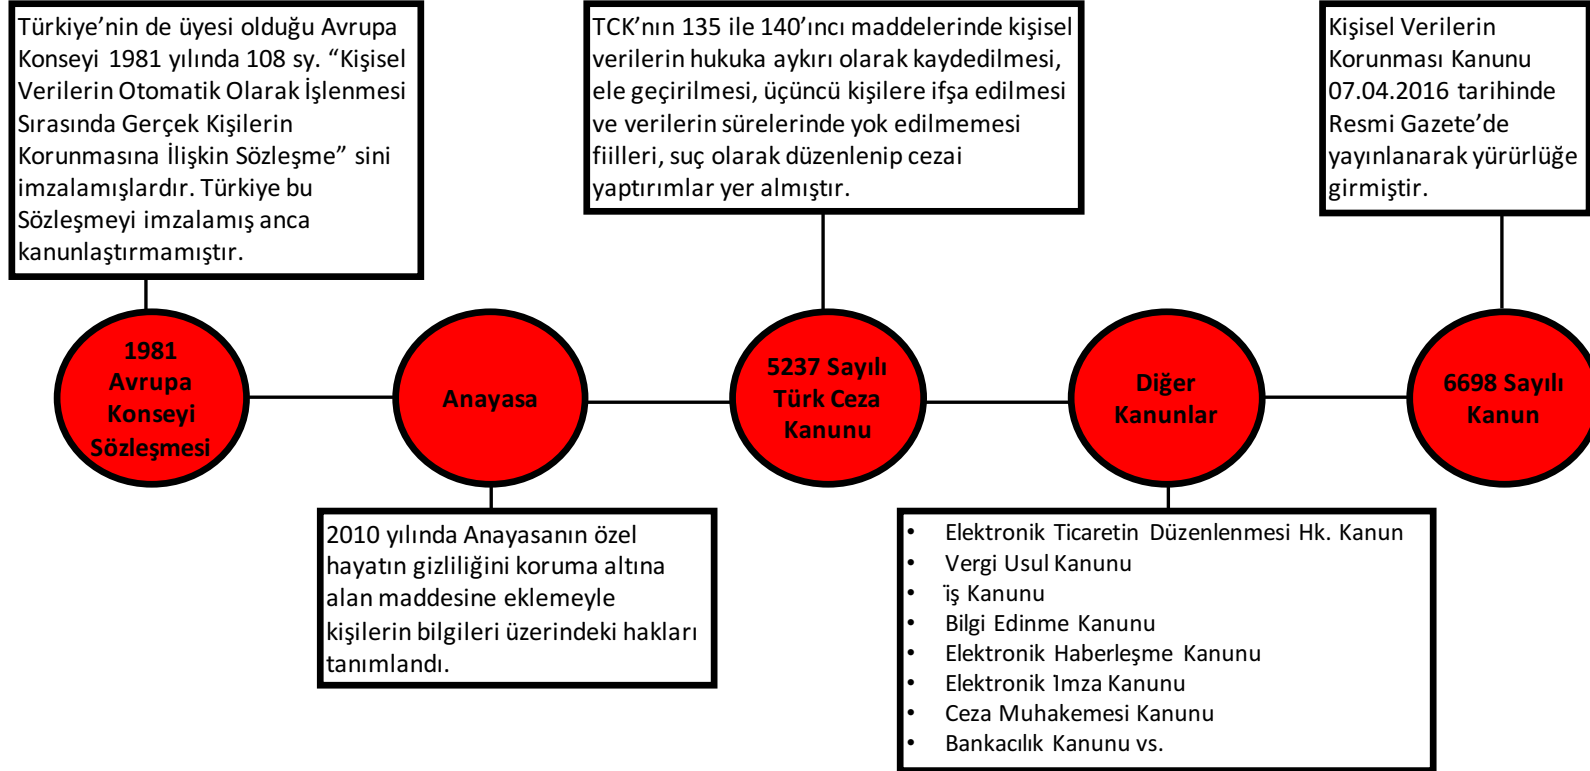 Türkiye’nin de üyesi olduğu Avrupa
Konseyi 1981 yılında 108 sy. “Kişisel
Verilerin Otomatik Olarak İşlenmesi
Sırasında Gerçek Kişilerin
Korunmasına İlişkin Sözleşme” sini
imzalamışlardır. Türkiye bu
Sözleşmeyi imzalamış anca
kanunlaştırmamıştır.
TCK’nın 135 ile 140’ıncı maddelerinde kişisel
verilerin hukuka aykırı olarak kaydedilmesi,
ele geçirilmesi, üçüncü kişilere ifşa edilmesi
ve verilerin sürelerinde yok edilmemesi
fiilleri, suç olarak düzenlenip cezai
yaptırımlar yer almıştır.
Kişisel Verilerin
Korunması Kanunu
07.04.2016 tarihinde
Resmi Gazete’de
yayınlanarak yürürlüğe
girmiştir.
1981
Avrupa
Konseyi
Sözleşmesi
Anayasa
5237 Sayılı
Türk Ceza
Kanunu
Diğer
Kanunlar
6698 Sayılı
Kanun
2010 yılında Anayasanın özel
hayatın gizliliğini koruma altına
alan maddesine eklemeyle
kişilerin bilgileri üzerindeki hakları
tanımlandı.
• Elektronik Ticaretin Düzenlenmesi Hk. Kanun
• Vergi Usul Kanunu
• İş Kanunu
• Bilgi Edinme Kanunu
• Elektronik Haberleşme Kanunu
• Elektronik İmza Kanunu
• Ceza Muhakemesi Kanunu
• Bankacılık Kanunu vs.